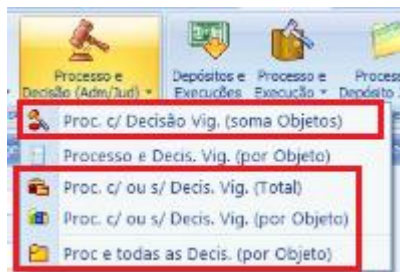 Processo e
Decisão (Adm/Jud)
Depósitos e
Execuções
Processo e
Execução
Depósito
Proc. c/ Decisão Vig. (soma Objetos)
Processo e Decis. Vig. (por Objeto)
Proc. c/ ou s/ Decis. Vig. (Total)
Proc. c/ ou s/ Decis. Vig. (por Objeto)
Proc e todas as Decis. (por Objeto)